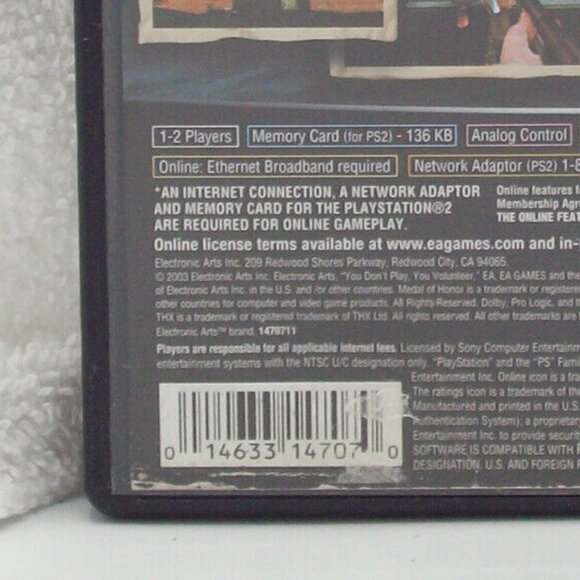 1-2 Players Memory Card (for PS2) - 136 KB Analog Control
Online: Ethernet Broadband required Network Adaptor (PS2) 1-8
*AN INTERNET CONNECTION, A NETWORK ADAPTOR
AND MEMORY CARD FOR THE PLAYSTATION®2
ARE REQUIRED FOR ONLINE GAMEPLAY.
Online features
Membership Agre
THE ONLINE FEAT
Online license terms available at www.eagames.com and in-
Electronic Arts Inc. 209 Redwood Shores Parkway, Redwood City, CA 94065.
© 2003 Electronic Arts Inc. Electronic Arts, "You Don't Play, You Volunteer," EA, EA GAMES and the
of Electronic Arts Inc. in the U.S. and /or other countries. Medal of Honor is a trademark or register
other countries for computer and video game products. All Rights Reserved. Dolby, Pro Logic, and t
THX is a trademark or registered trademark of THX Ltd. All rights reserved. All other trademarks are
Electronic Arts™ brand. 1470711
Players are responsible for all applicable internet fees. Licensed by Sony Computer Entertainm
entertainment systems with the NTSC U/C designation only. "PlayStation" and the "PS" Fam
Entertainment Inc. Online icon is a tra
The ratings icon is a trademark of the
Manufactured and printed in the U.S.
Authentication System), a proprietary
Entertainment Inc. to provide securit
SOFTWARE IS COMPATIBLE WITH
DESIGNATION. U.S. AND FOREIGN
0 14633 14707 0